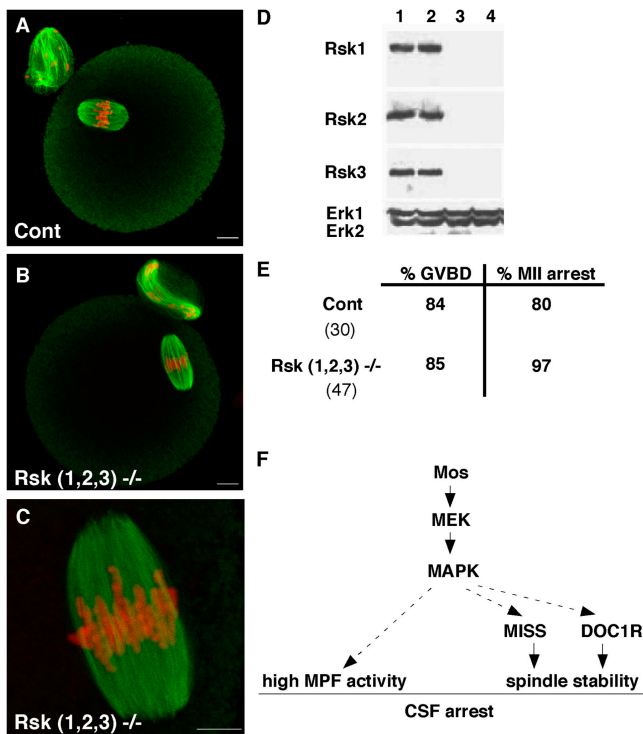 A
Cont
B
Rsk (1,2,3) -/-
C
Rsk (1,2,3) -/-
D
1 2 3 4
Rsk1
Rsk2
Rsk3
Erk1
Erk2
E
% GVBD % MII arrest
Cont 84 80
(30)
Rsk (1,2,3) -/- 85 97
(47)
F
Mos
MEK
MAPK
MISS DOC1R
high MPF activity spindle stability
CSF arrest